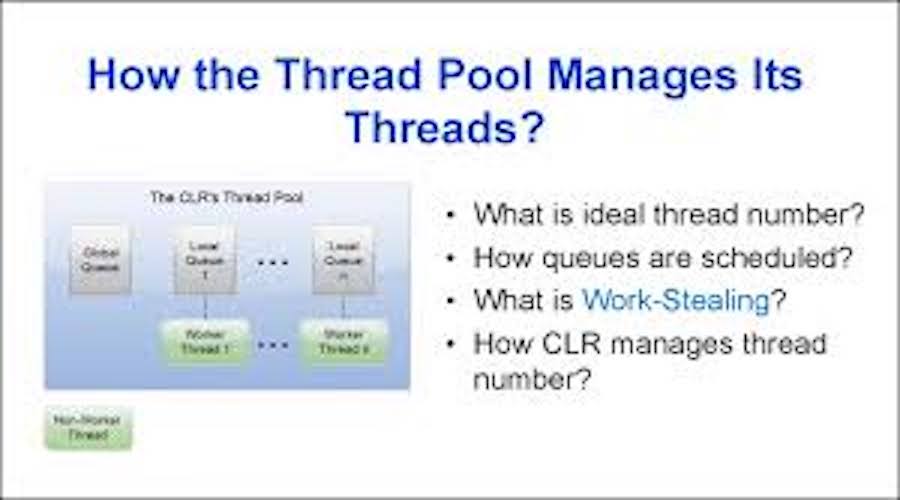 How the Thread Pool Manages Its
Threads?
The CLR's Thread Pool
Global
Queue
Local
Queue
1
...
Local
Queue
n
Worker
Thread 1
...
Worker
Thread
Non-Worker
Thread
• What is ideal thread number?
• How queues are scheduled?
• What is Work-Stealing?
• How CLR manages thread
number?